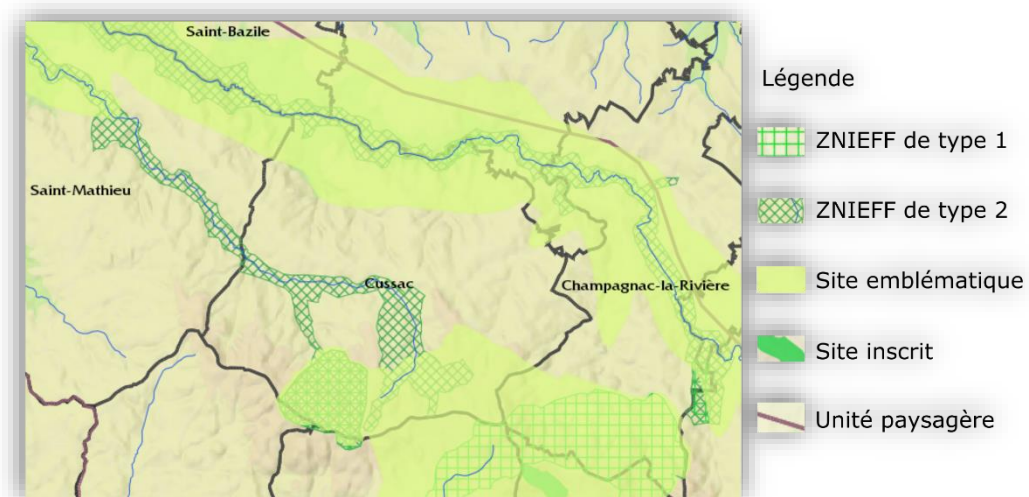 Saint-Bazile
Saint-Mathieu
Cussac
Champagnac-la-Rivière
Légende
ZNIEFF de type 1
ZNIEFF de type 2
Site emblématique
Site inscrit
Unité paysagère